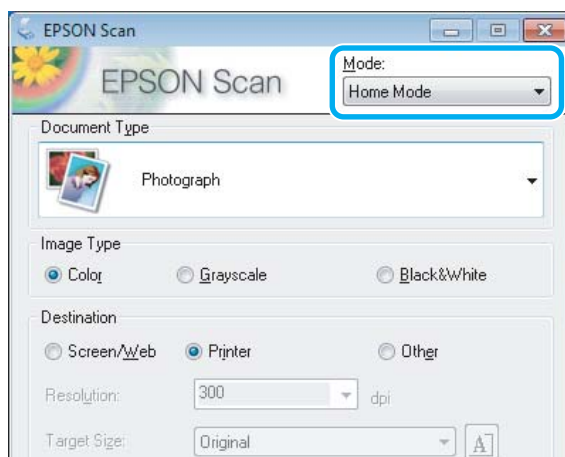 EPSON Scan
EPSON Scan
Mode:
Home Mode
Document Type
Photograph
Image Type
Color Grayscale Black&White
Destination
Screen/Web Printer Other
Resolution: 300 dpi
Target Size: Original A